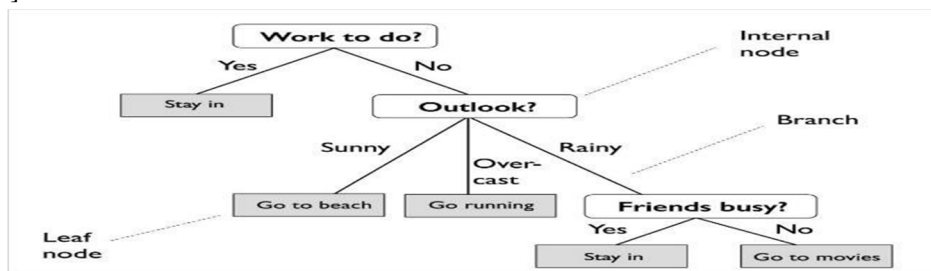 Work to do?
Internal
node
Yes
No
Stay in
Outlook?
Branch
Sunny
Over-
cast
Rainy
Go to beach
Go running
Friends busy?
Leaf
node
Yes
No
Stay in
Go to movies